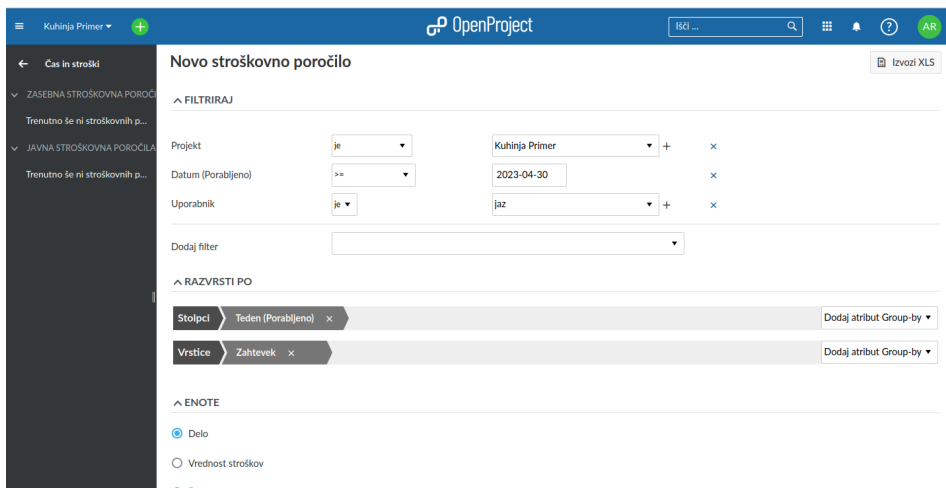 Kuhinja Primer
OpenProject
Išči ...
AR
Čas in stroški
Novo stroškovno poročilo
Izvozi XLS
ZASEBNA STROŠKOVNA POROČI
Trenutno še ni stroškovnih p...
JAVNA STROŠKOVNA POROČILA
Trenutno še ni stroškovnih p...
FILTRIRAJ
Projekt je Kuhinja Primer
Datum (Porabljeno) >= 2023-04-30
Uporabnik je jaz
Dodaj filter
RAZVRSTI PO
Stolpci Teden (Porabljeno) Dodaj atribut Group-by
Vrstice Zahtevek Dodaj atribut Group-by
ENOTE
Delo
Vrednost stroškov